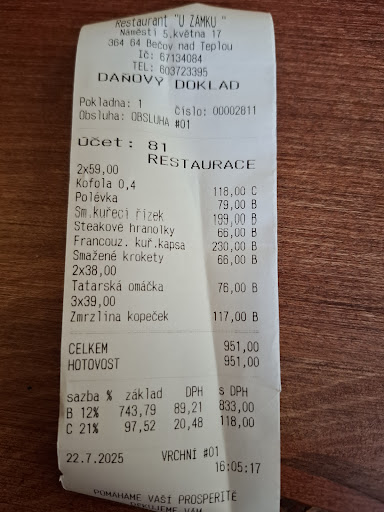 Restaurant "U ZÁMKU "
Náměstí 5.května 17
364 64 Bečov nad Teplou
Ič: 67134084
TEL: 603723395
DAŇOVÝ DOKLAD
Pokladna: 1 číslo: 00002811
Obsluha: OBSLUHA #01
Účet: 81
RESTAURACE
2x59,00
Kofola 0,4 118,00 C
Polévka 79,00 B
Sm.kuřecí řízek 199,00 B
Steakové hranolky 66,00 B
Francouz. kuř.kapsa 230,00 B
Smažené krokety 66,00 B
2x38,00
Tatarská omáčka 76,00 B
3x39,00
Zmrzlina kopeček 117,00 B
CELKEM 951,00
HOTOVOST 951,00
sazba % základ DPH s DPH
B 12% 743,79 89,21 833,00
C 21% 97,52 20,48 118,00
22.7.2025 VRCHNÍ #01
16:05:17
POMÁHÁME VAŠÍ PROSPERITĚ
DĚKUJEME VÁM